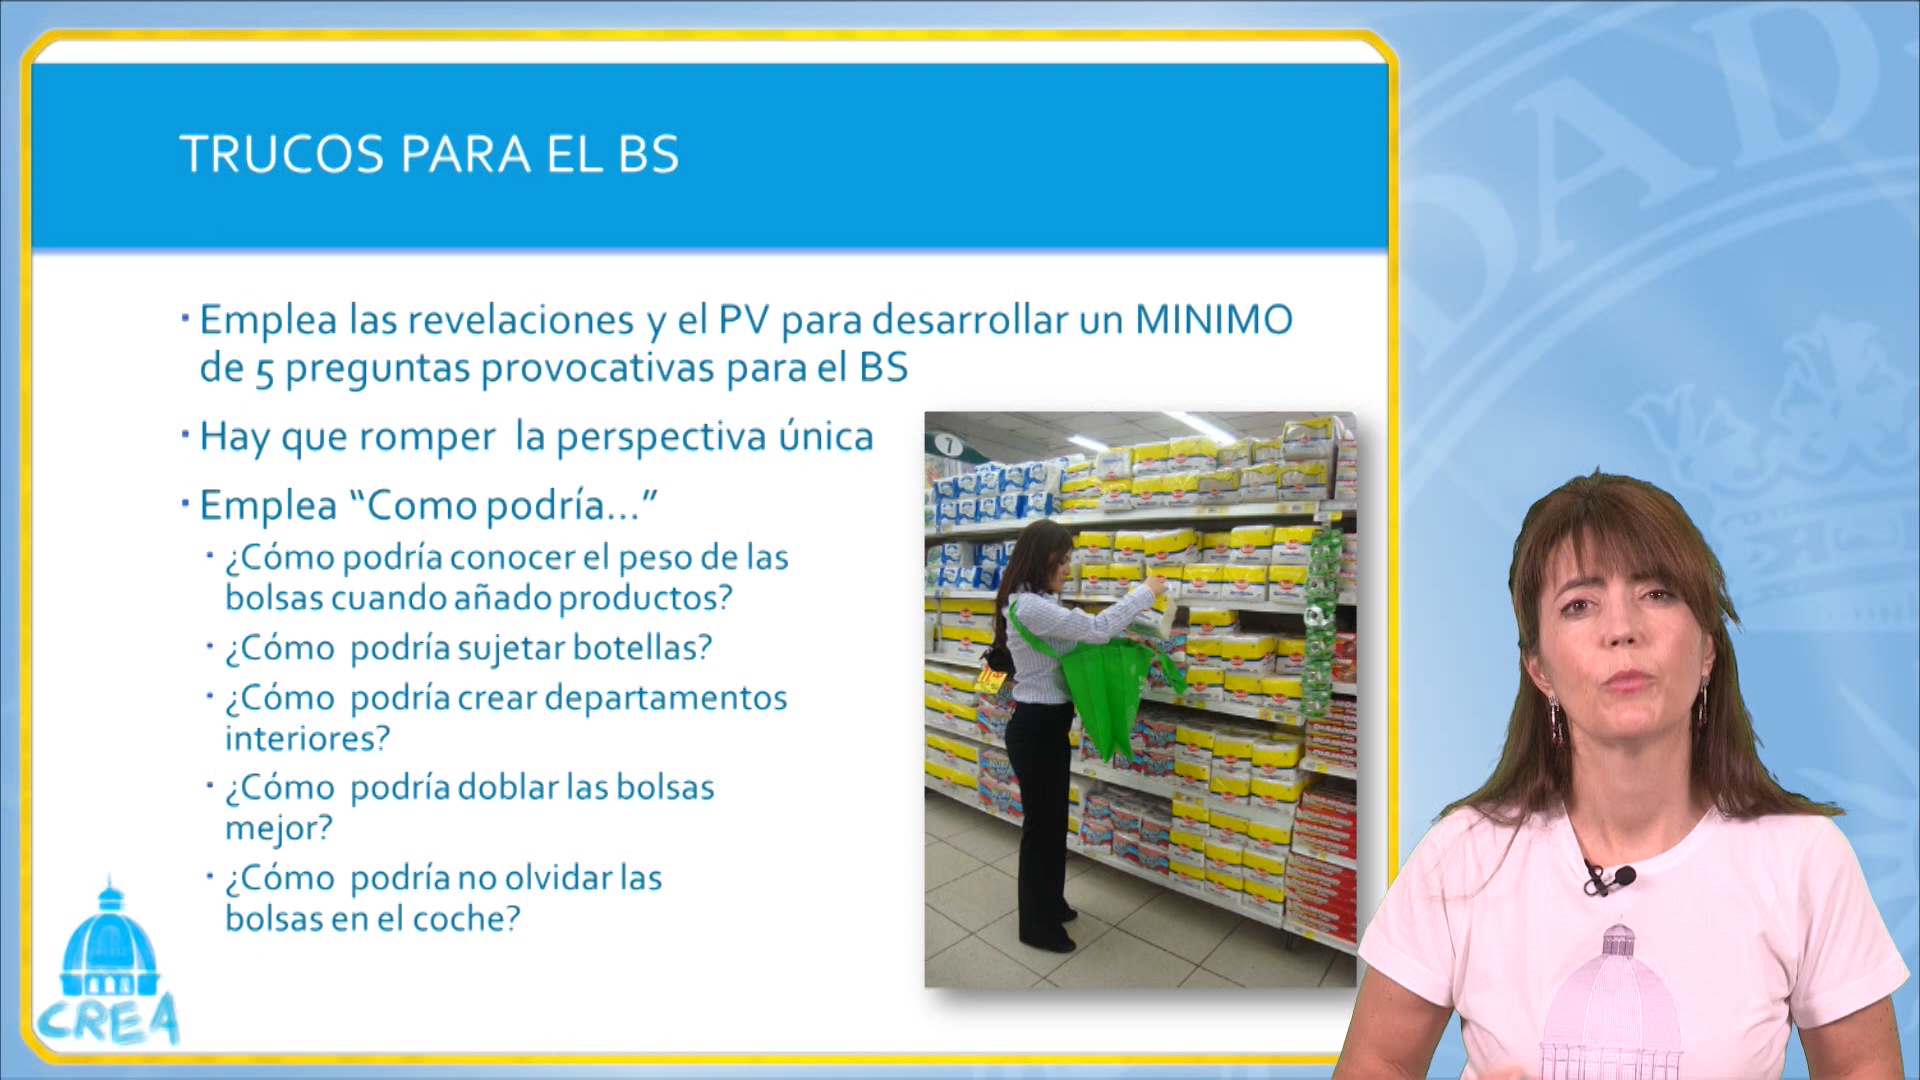 TRUCOS PARA EL BS
Emplea las revelaciones y el PV para desarrollar un MINIMO
de 5 preguntas provocativas para el BS
Hay que romper la perspectiva única
Emplea “Como podría...”
¿Cómo podría conocer el peso de las
bolsas cuando añado productos?
¿Cómo podría sujetar botellas?
¿Cómo podría crear departamentos
interiores?
¿Cómo podría doblar las bolsas
mejor?
¿Cómo podría no olvidar las
bolsas en el coche?
7
CREA
DAD